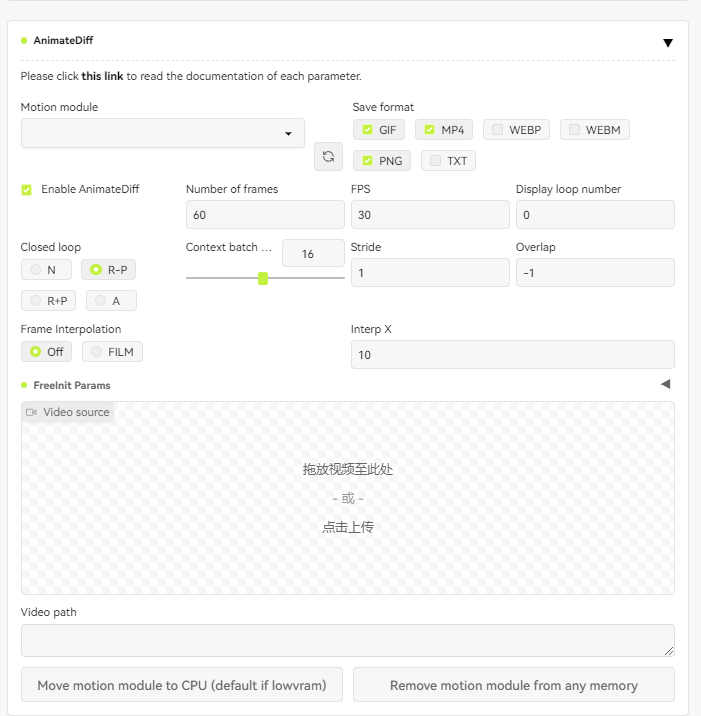 AnimateDiff
Please click this link to read the documentation of each parameter.
Motion module
Save format
GIF
MP4
WEBP
WEBM
PNG
TXT
Enable AnimateDiff
Number of frames
60
FPS
30
Display loop number
0
Closed loop
N
R-P
R+P
A
Context batch ...
16
Stride
1
Overlap
-1
Frame Interpolation
Off
FILM
Interp X
10
FreeInit Params
Video source
拖放视频至此处
- 或 -
点击上传
Video path
Move motion module to CPU (default if lowvram)
Remove motion module from any memory